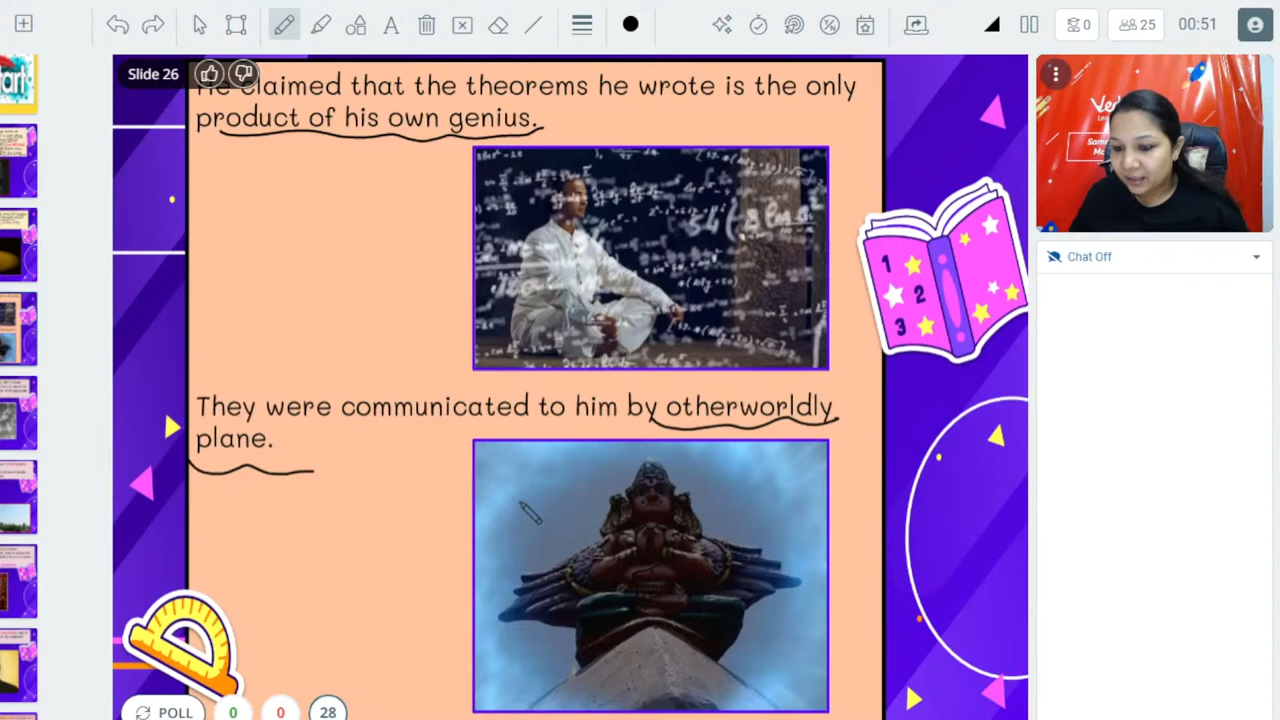 00:51
0
25
Slide 26
He claimed that the theorems he wrote is the only
product of his own genius.
They were communicated to him by otherworldly
plane.
1
2
3
POLL
0
0
28
Chat Off